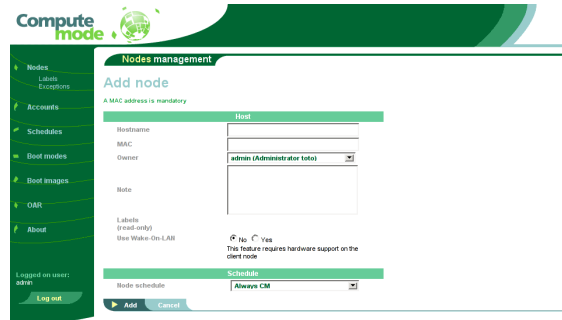 Compute
mode
Nodes
Labels
Exceptions
Accounts
Schedules
Boot modes
Boot images
OAR
About
Logged on user:
admin
Log out
Nodes management
Add node
A MAC address is mandatory
Host
Hostname
MAC
Owner
admin (Administrator toto)
Note
Labels
(read-only)
Use Wake-On-LAN
No Yes
This feature requires hardware support on the
client node
Schedule
Node schedule
Always CM
Add Cancel